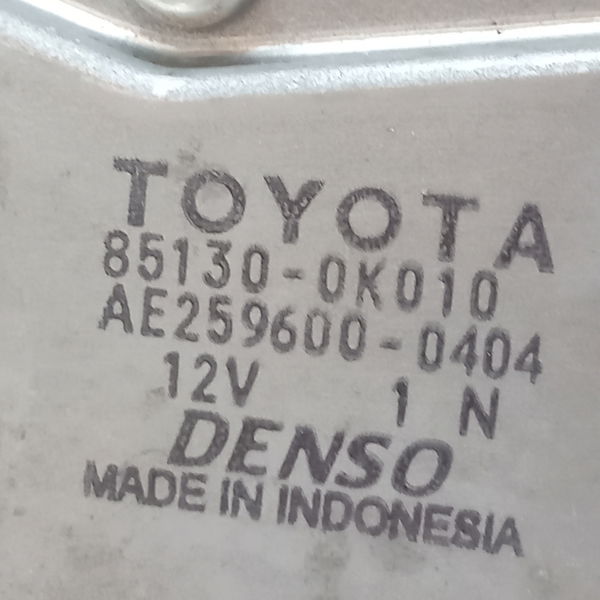 TOYOTA
85130-0K010
AE259600-0404
12V 1 N
DENSO
MADE IN INDONESIA